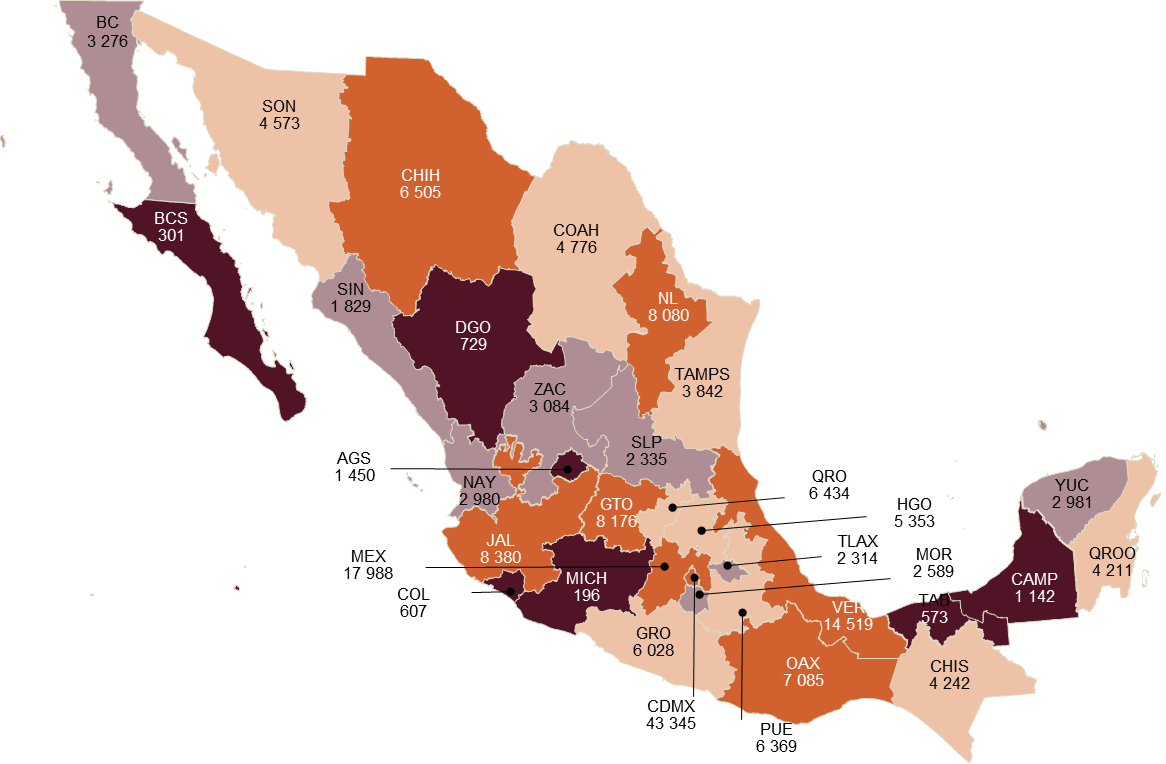 BC
3 276
SON
4 573
CHIH
6 505
BCS
301
COAH
4 776
SIN
1 829
NL
8 080
DGO
729
TAMPS
3 842
ZAC
3 084
SLP
2 335
AGS
1 450
NAY
2 980
QRO
6 434
YUC
2 981
GTO
8 176
HGO
5 353
JAL
8 380
TLAX
2 314
MEX
17 988
MOR
2 589
QROO
4 211
MICH
196
CAMP
1 142
COL
607
TAB
573
VER
14 519
GRO
6 028
OAX
7 085
CHIS
4 242
CDMX
43 345
PUE
6 369